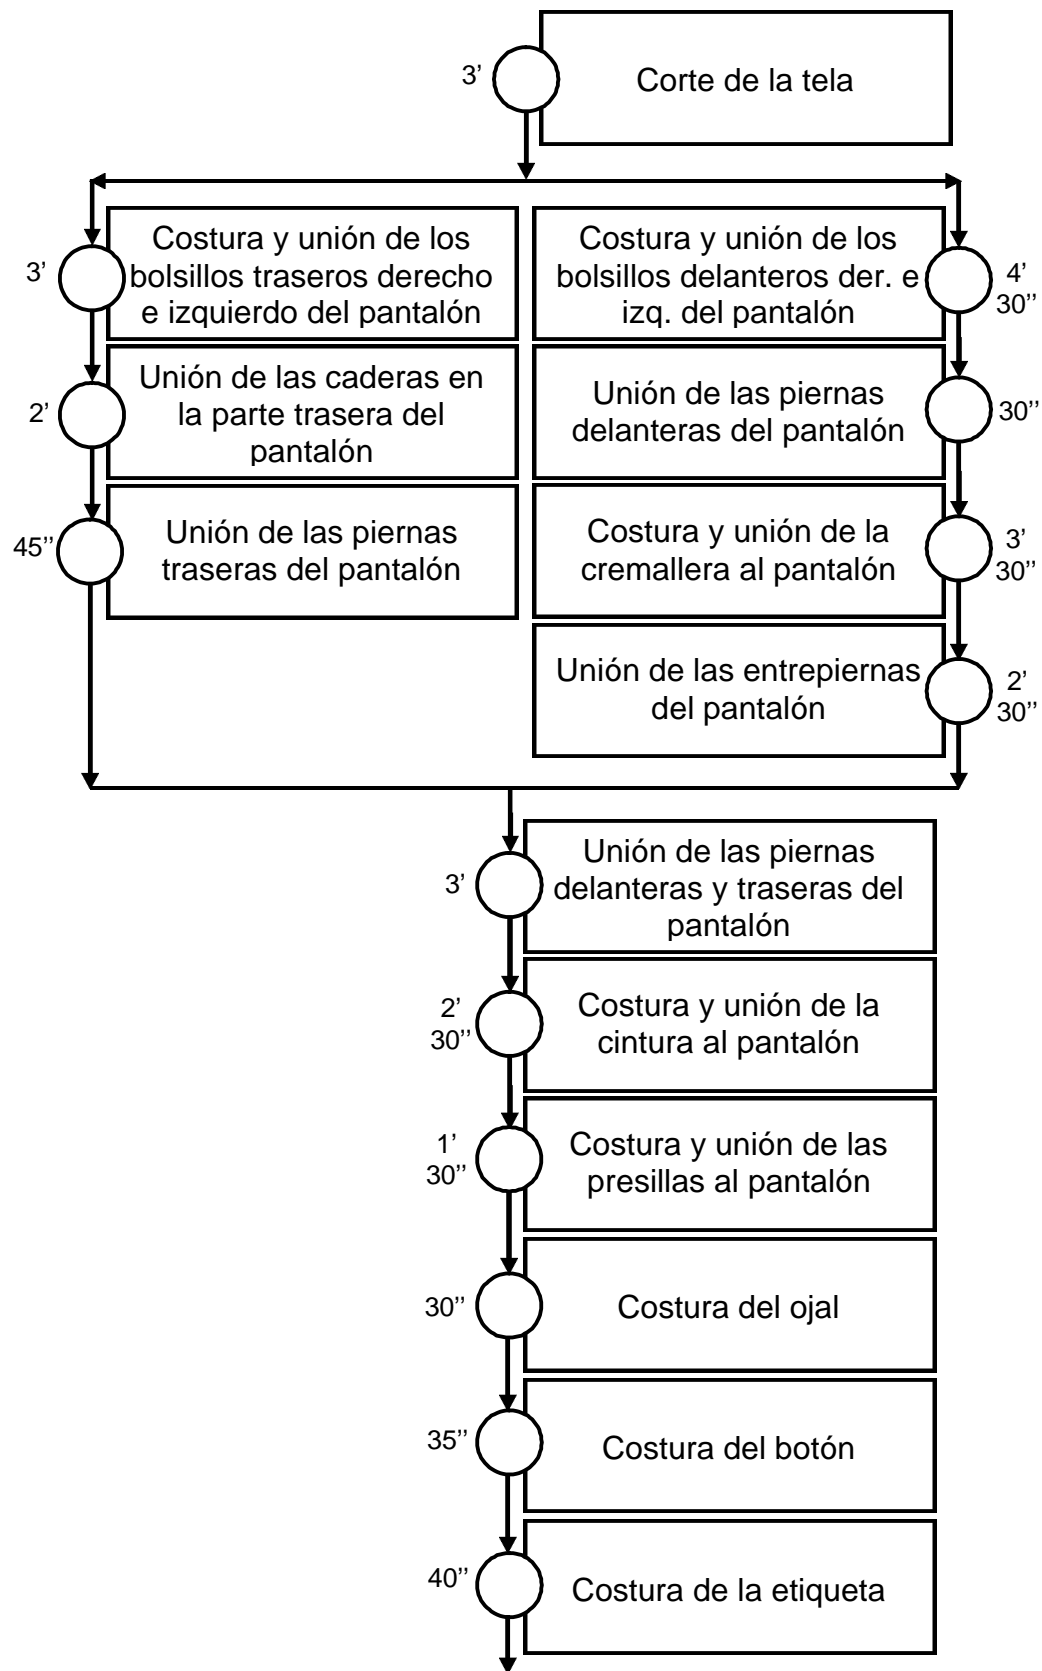 3’
Corte de la tela
3’
Costura y unión de los
bolsillos traseros derecho
e izquierdo del pantalón
Costura y unión de los
bolsillos delanteros der. e
izq. del pantalón
4’
30’’
2’
Unión de las caderas en
la parte trasera del
pantalón
Unión de las piernas
delanteras del pantalón
30’’
45’’
Unión de las piernas
traseras del pantalón
Costura y unión de la
cremallera al pantalón
3’
30’’
Unión de las entrepiernas
del pantalón
2’
30’’
3’
Unión de las piernas
delanteras y traseras del
pantalón
2’
30’’
Costura y unión de la
cintura al pantalón
1’
30’’
Costura y unión de las
presillas al pantalón
30’’
Costura del ojal
35’’
Costura del botón
40’’
Costura de la etiqueta